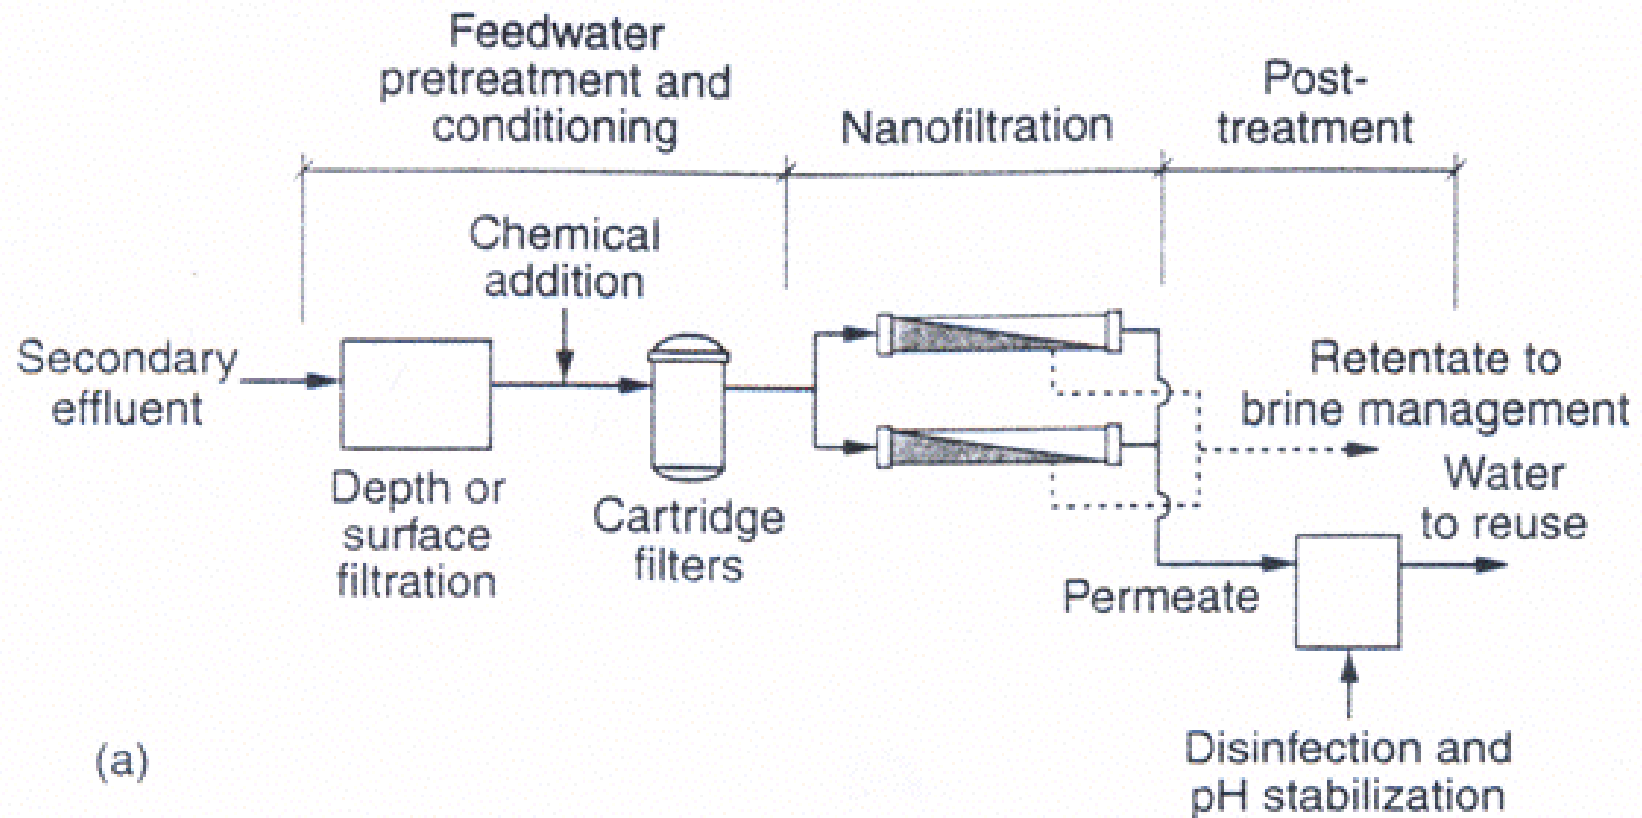 Feedwater
pretreatment and
conditioning
Nanofiltration
Post-
treatment
Chemical
addition
Secondary
effluent
Depth or
surface
filtration
Cartridge
filters
Retentate to
brine management
Water
to reuse
Permeate
Disinfection and
pH stabilization
(a)